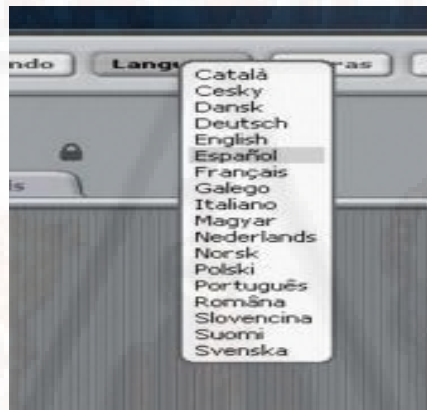 ndo Langu ras
Català
Cesky
Dansk
Deutsch
English
Español
Français
Galego
Italiano
Magyar
Nederlands
Norsk
Polski
Português
Româna
Slovencina
Suomi
Svenska
is